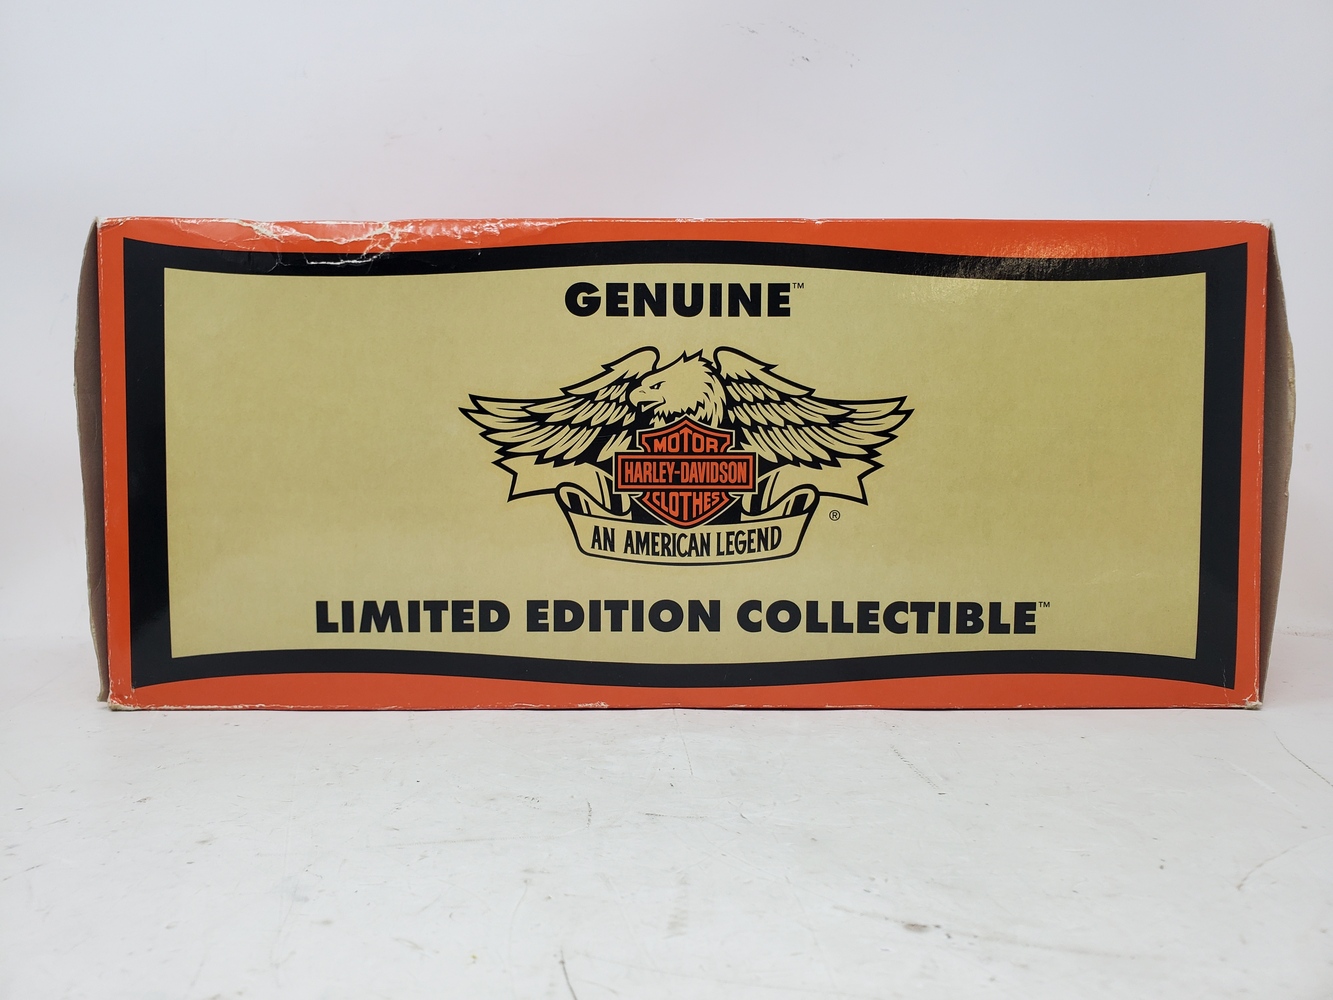 GENUINE™
MOTOR
HARLEY-DAVIDSON
CLOTHES
®
AN AMERICAN LEGEND
LIMITED EDITION COLLECTIBLE™